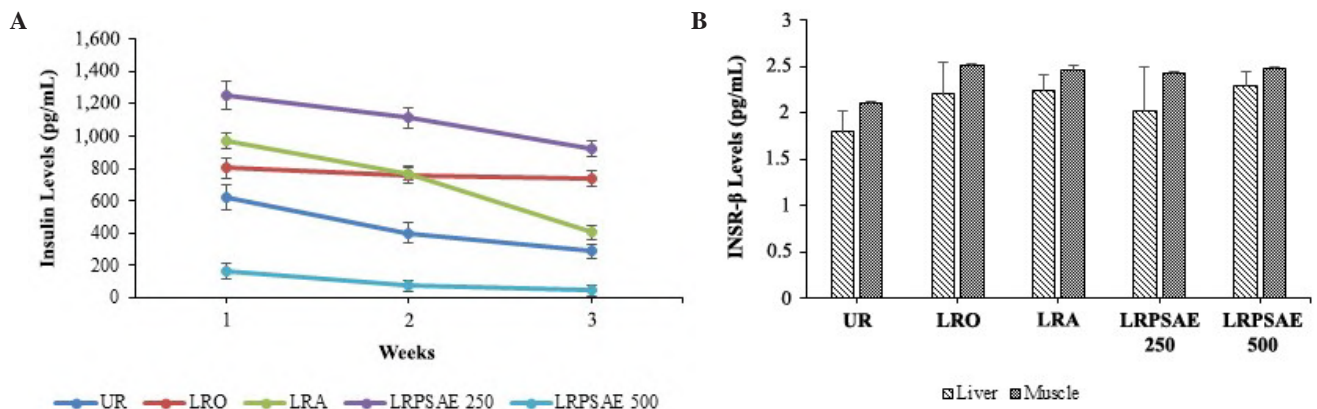 A
Insulin Levels (pg/mL)
1,600
1,400
1,200
1,000
800
600
400
200
0
1 2 3
Weeks
UR LRO LRA LRPSAE 250 LRPSAE 500
B
INSR-β Levels (pg/mL)
3
2.5
2
1.5
1
0.5
0
UR LRO LRA LRPSAE LRPSAE
250 500
Liver Muscle